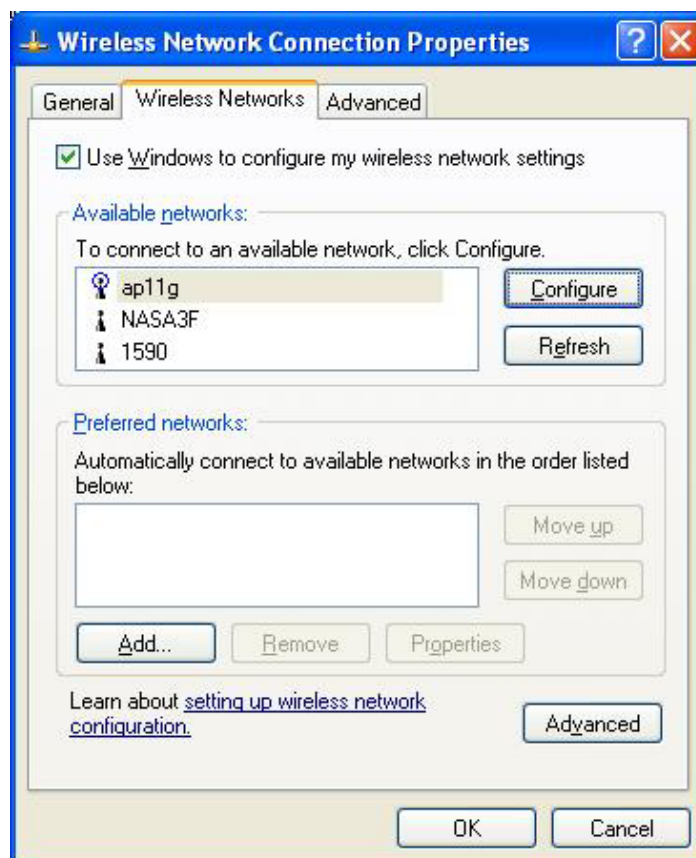 Wireless Network Connection Properties
General Wireless Networks Advanced
Use Windows to configure my wireless network settings
Available networks:
To connect to an available network, click Configure.
ap11g
Configure
NASA3F
1590
Refresh
Preferred networks:
Automatically connect to available networks in the order listed
below:
Move up
Move down
Add... Remove Properties
Learn about setting up wireless network
configuration.
Advanced
OK Cancel